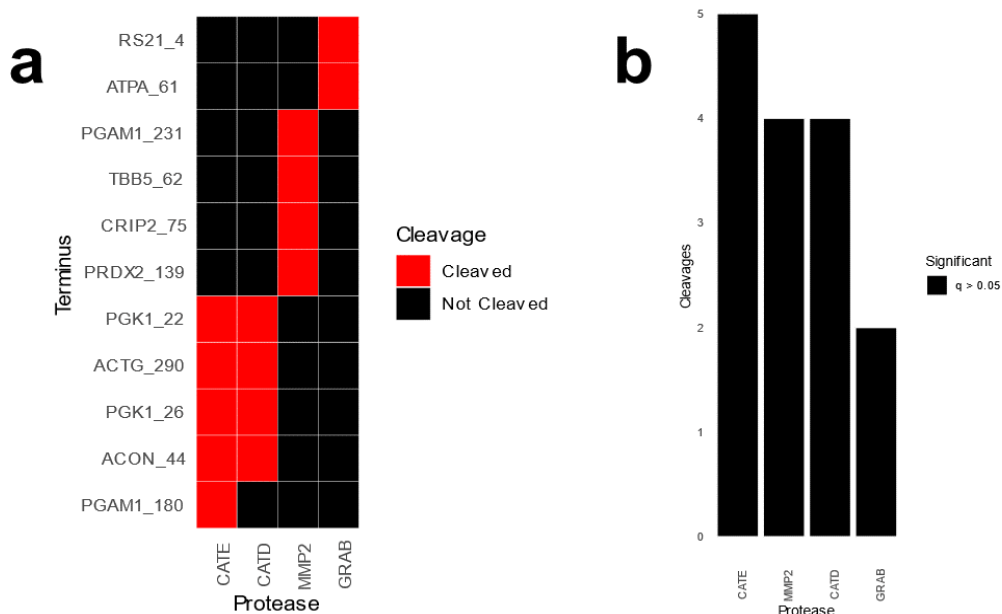 a
Terminus
RS21_4
ATPA_61
PGAM1_231
TBB5_62
CRIP2_75
PRDX2_139
PGK1_22
ACTG_290
PGK1_26
ACON_44
PGAM1_180
CATE
CATD
MMP2
GRAB
Protease
Cleavage
Cleaved
Not Cleaved
b
Cleavages
5
4
3
2
1
0
CATE
MMP2
CATD
GRAB
Protease
Significant
q > 0.05